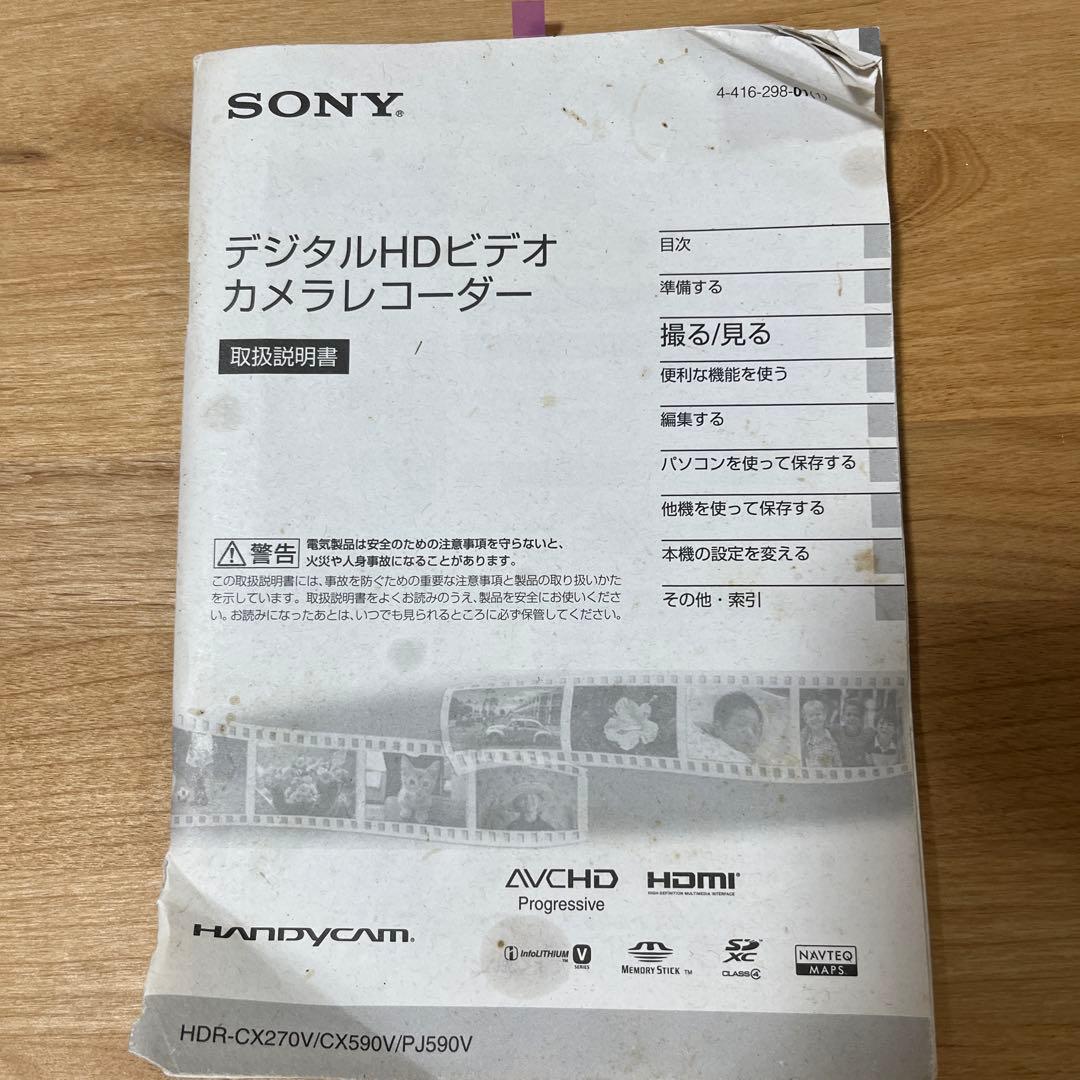 SONY®
4-416-298-01(1)
デジタルHDビデオ
カメラレコーダー
取扱説明書
目次
準備する
撮る/見る
便利な機能を使う
編集する
パソコンを使って保存する
他機を使って保存する
本機の設定を変える
その他・索引
警告
電気製品は安全のための注意事項を守らないと、
火災や人身事故になることがあります。
この取扱説明書には、事故を防ぐための重要な注意事項と製品の取り扱いかた
を示しています。取扱説明書をよくお読みのうえ、製品を安全にお使いくださ
い。お読みになったあとは、いつでも見られるところに必ず保管してください。
AVCHD
Progressive
HDMI®
HIGH-DEFINITION MULTIMEDIA INTERFACE
HANDYCAM®
InfoLITHIUM™ V
SERIES
MEMORY STICK ™
SD XC
CLASS4
NAVTEQ
MAPS
HDR-CX270V/CX590V/PJ590V